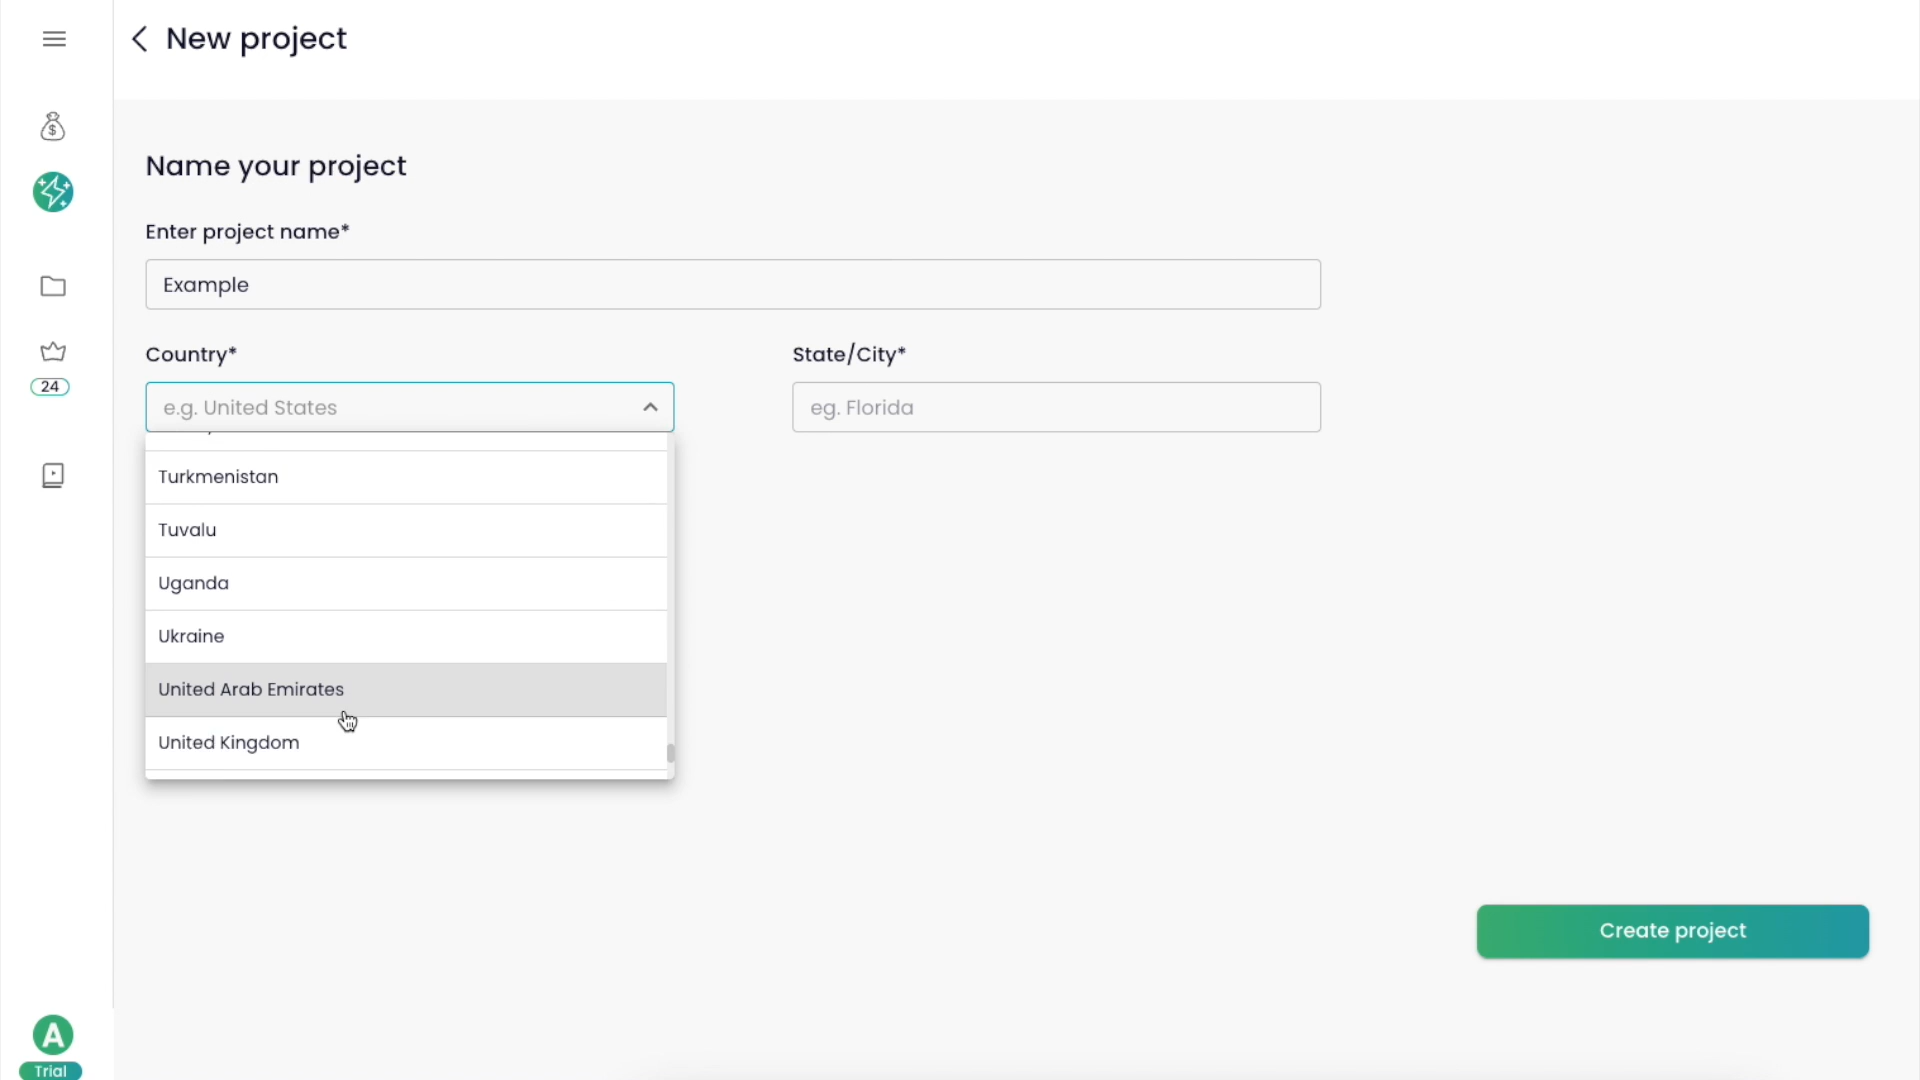 New project
Name your project
Enter project name*
Example
Country*
State/City*
e.g. United States
eg. Florida
Turkmenistan
Tuvalu
Uganda
Ukraine
United Arab Emirates
United Kingdom
24
$
Create project
A
Trial